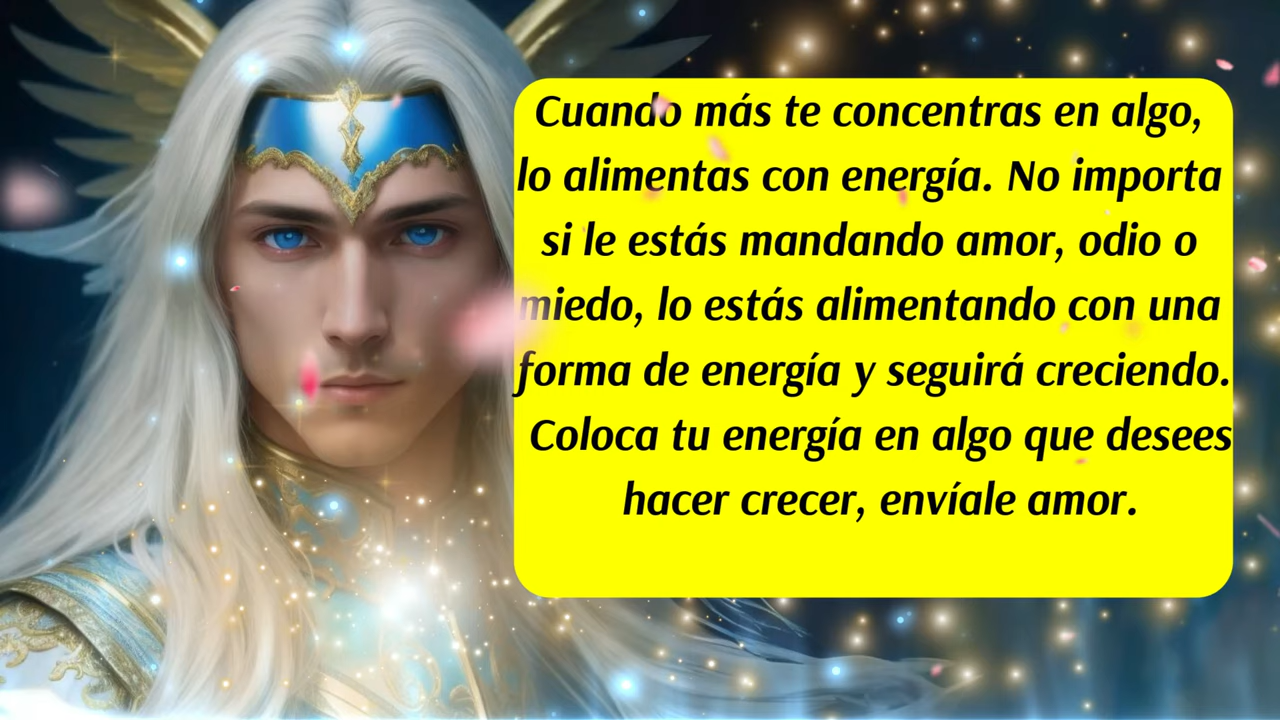 Cuando más te concentras en algo,
lo alimentas con energía. No importa
si le estás mandando amor, odio o
miedo, lo estás alimentando con una
forma de energía y seguirá creciendo.
Coloca tu energía en algo que desees
hacer crecer, envíale amor.